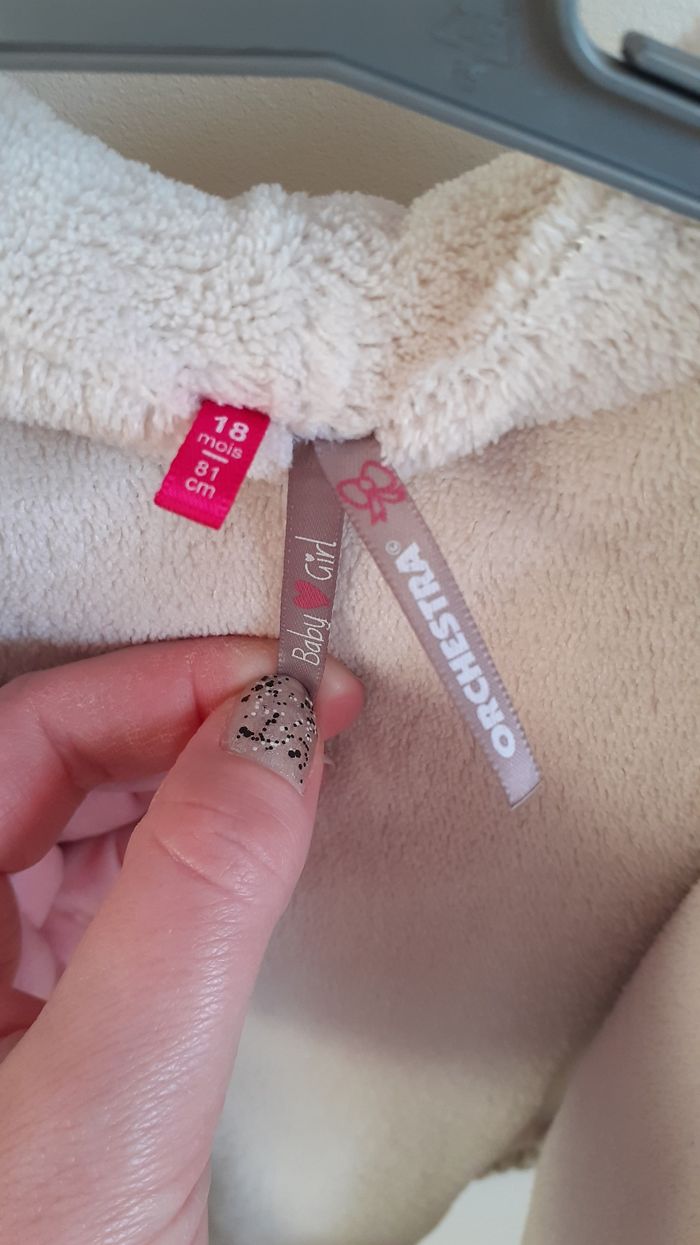 18
mois
81
cm
Baby Girl
ORCHESTRA®